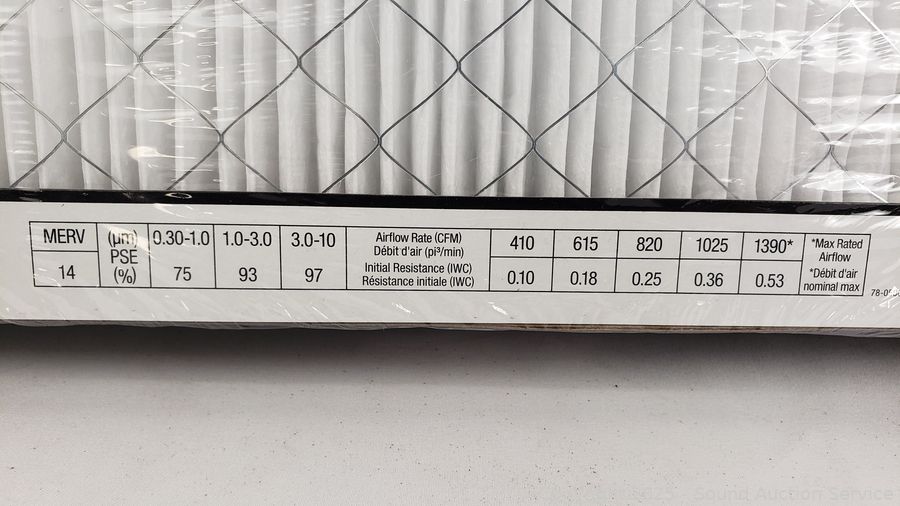 MERV (µm) 0.30-1.0 1.0-3.0 3.0-10 Airflow Rate (CFM) 410 615 820 1025 1390* *Max Rated
PSE Débit d'air (pi³/min) Airflow
14 (%) 75 93 97 Initial Resistance (IWC) 0.10 0.18 0.25 0.36 0.53 *Débit d'air
Résistance initiale (IWC) nominal max
Sound Auction Service